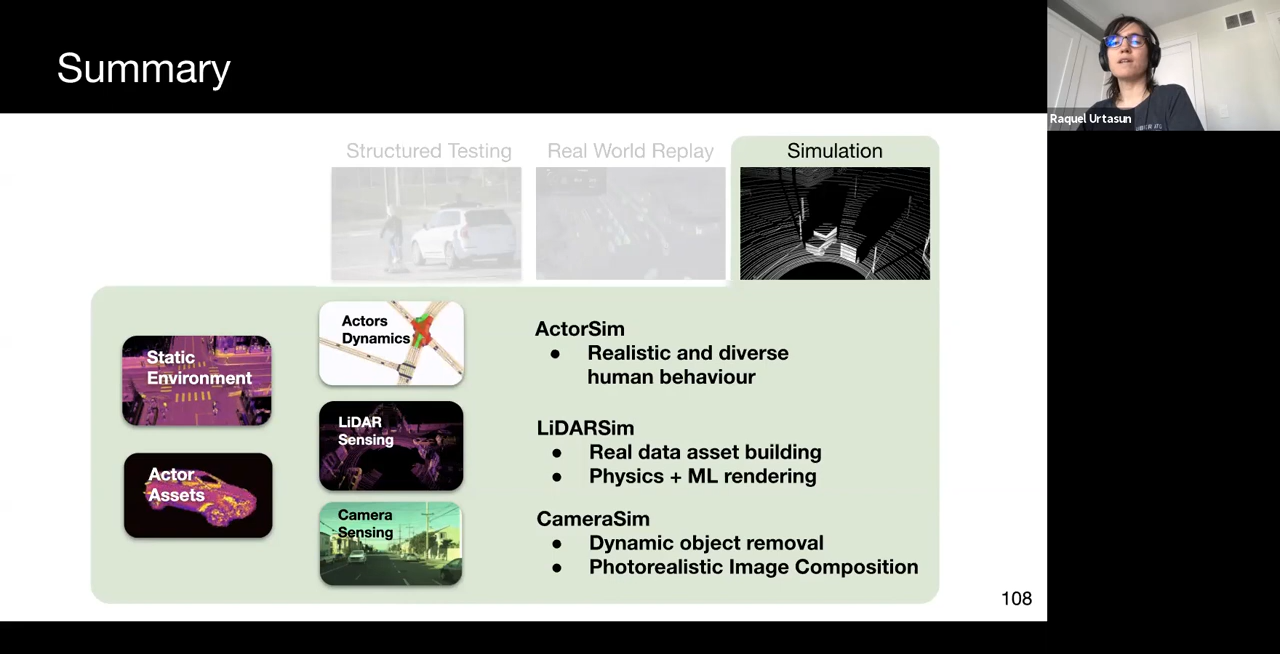 Summary
Raquel Urtasun
Structured Testing
Real World Replay
Simulation
Static
Environment
Actor
Assets
Actors
Dynamics
LiDAR
Sensing
Camera
Sensing
ActorSim
● Realistic and diverse
human behaviour
LiDARSim
● Real data asset building
● Physics + ML rendering
CameraSim
● Dynamic object removal
● Photorealistic Image Composition
108